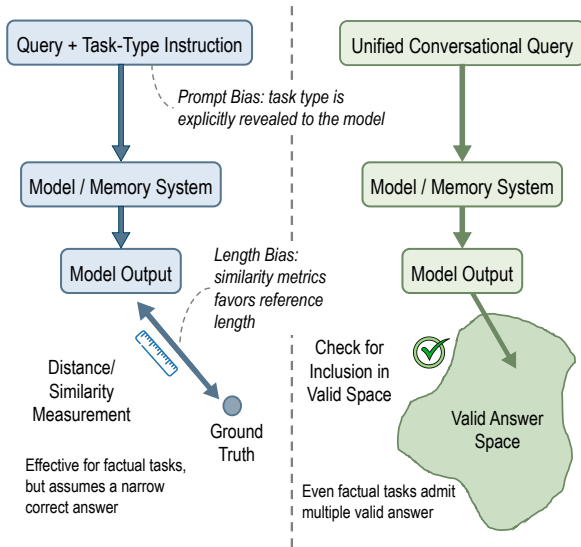 Query + Task-Type Instruction
Prompt Bias: task type is
explicitly revealed to the model
Model / Memory System
Model Output
Length Bias:
similarity metrics
favors reference
length
Distance/
Similarity
Measurement
Ground
Truth
Effective for factual tasks,
but assumes a narrow
correct answer
Unified Conversational Query
Model / Memory System
Model Output
Check for
Inclusion in
Valid Space
Valid Answer
Space
Even factual tasks admit
multiple valid answer